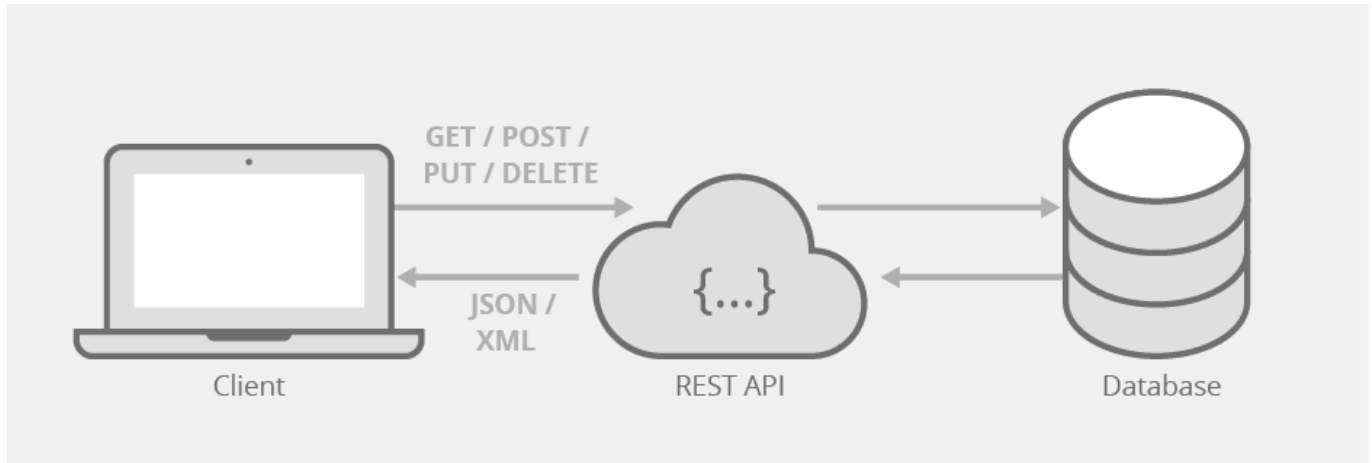 GET / POST /
PUT / DELETE
{...}
JSON /
XML
Client
REST API
Database